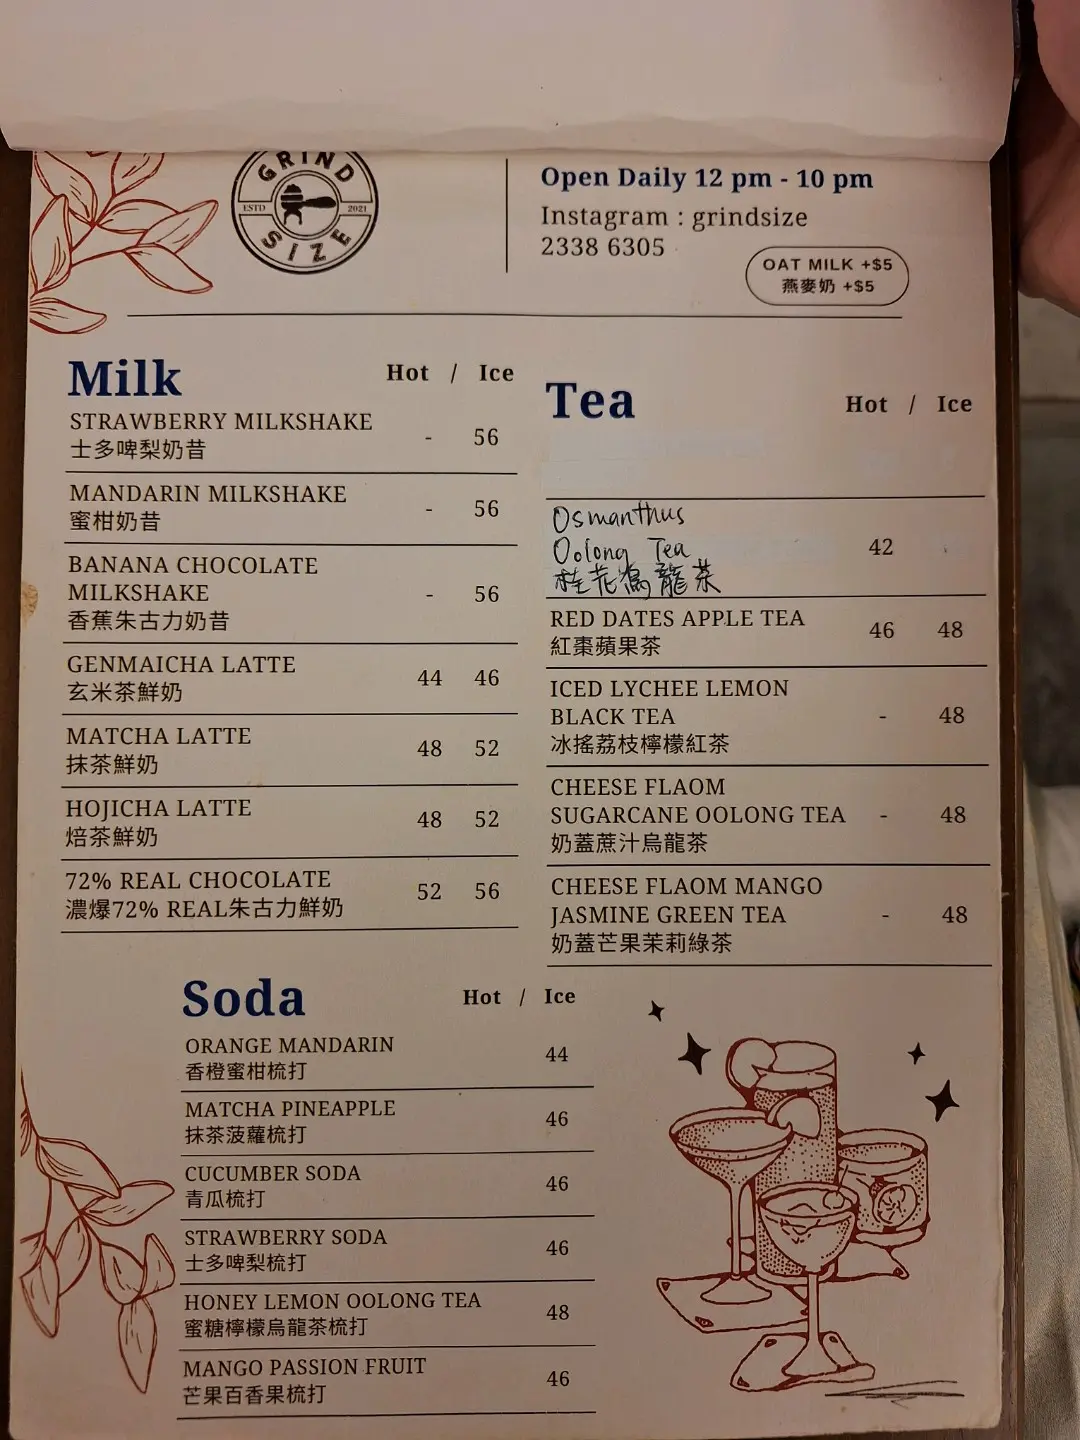 GRIND
ESTD 2021
SIZE
Open Daily 12 pm - 10 pm
Instagram : grindsize
2338 6305
OAT MILK +$5
燕麥奶 +$5
Milk Hot / Ice
STRAWBERRY MILKSHAKE
士多啤梨奶昔
- 56
MANDARIN MILKSHAKE
蜜柑奶昔
- 56
BANANA CHOCOLATE
MILKSHAKE
香蕉朱古力奶昔
- 56
GENMAICHA LATTE
玄米茶鮮奶
44 46
MATCHA LATTE
抹茶鮮奶
48 52
HOJICHA LATTE
焙茶鮮奶
48 52
72% REAL CHOCOLATE
濃爆72% REAL朱古力鮮奶
52 56
Tea Hot / Ice
Osmanthus
Oolong Tea
桂花烏龍茶
42
RED DATES APPLE TEA
紅棗蘋果茶
46 48
ICED LYCHEE LEMON
BLACK TEA
冰搖荔枝檸檬紅茶
- 48
CHEESE FLAOM
SUGARCANE OOLONG TEA
奶蓋蔗汁烏龍茶
- 48
CHEESE FLAOM MANGO
JASMINE GREEN TEA
奶蓋芒果茉莉綠茶
- 48
Soda Hot / Ice
ORANGE MANDARIN
香橙蜜柑梳打
44
MATCHA PINEAPPLE
抹茶菠蘿梳打
46
CUCUMBER SODA
青瓜梳打
46
STRAWBERRY SODA
士多啤梨梳打
46
HONEY LEMON OOLONG TEA
蜜糖檸檬烏龍茶梳打
48
MANGO PASSION FRUIT
芒果百香果梳打
46